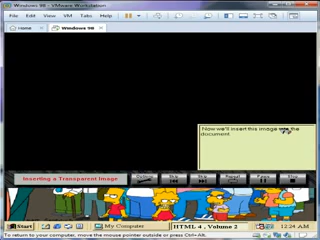 Windows 98 - VMware Workstation
File Edit View VM Tabs Help
Home Windows 98
Now we'll insert this image into the
document
Inserting a Transparent Image
Options
Pause
Start My Computer HTML 4 , Volume 2 12:24 AM
To return to your computer, move the mouse pointer outside or press Ctrl+Alt.